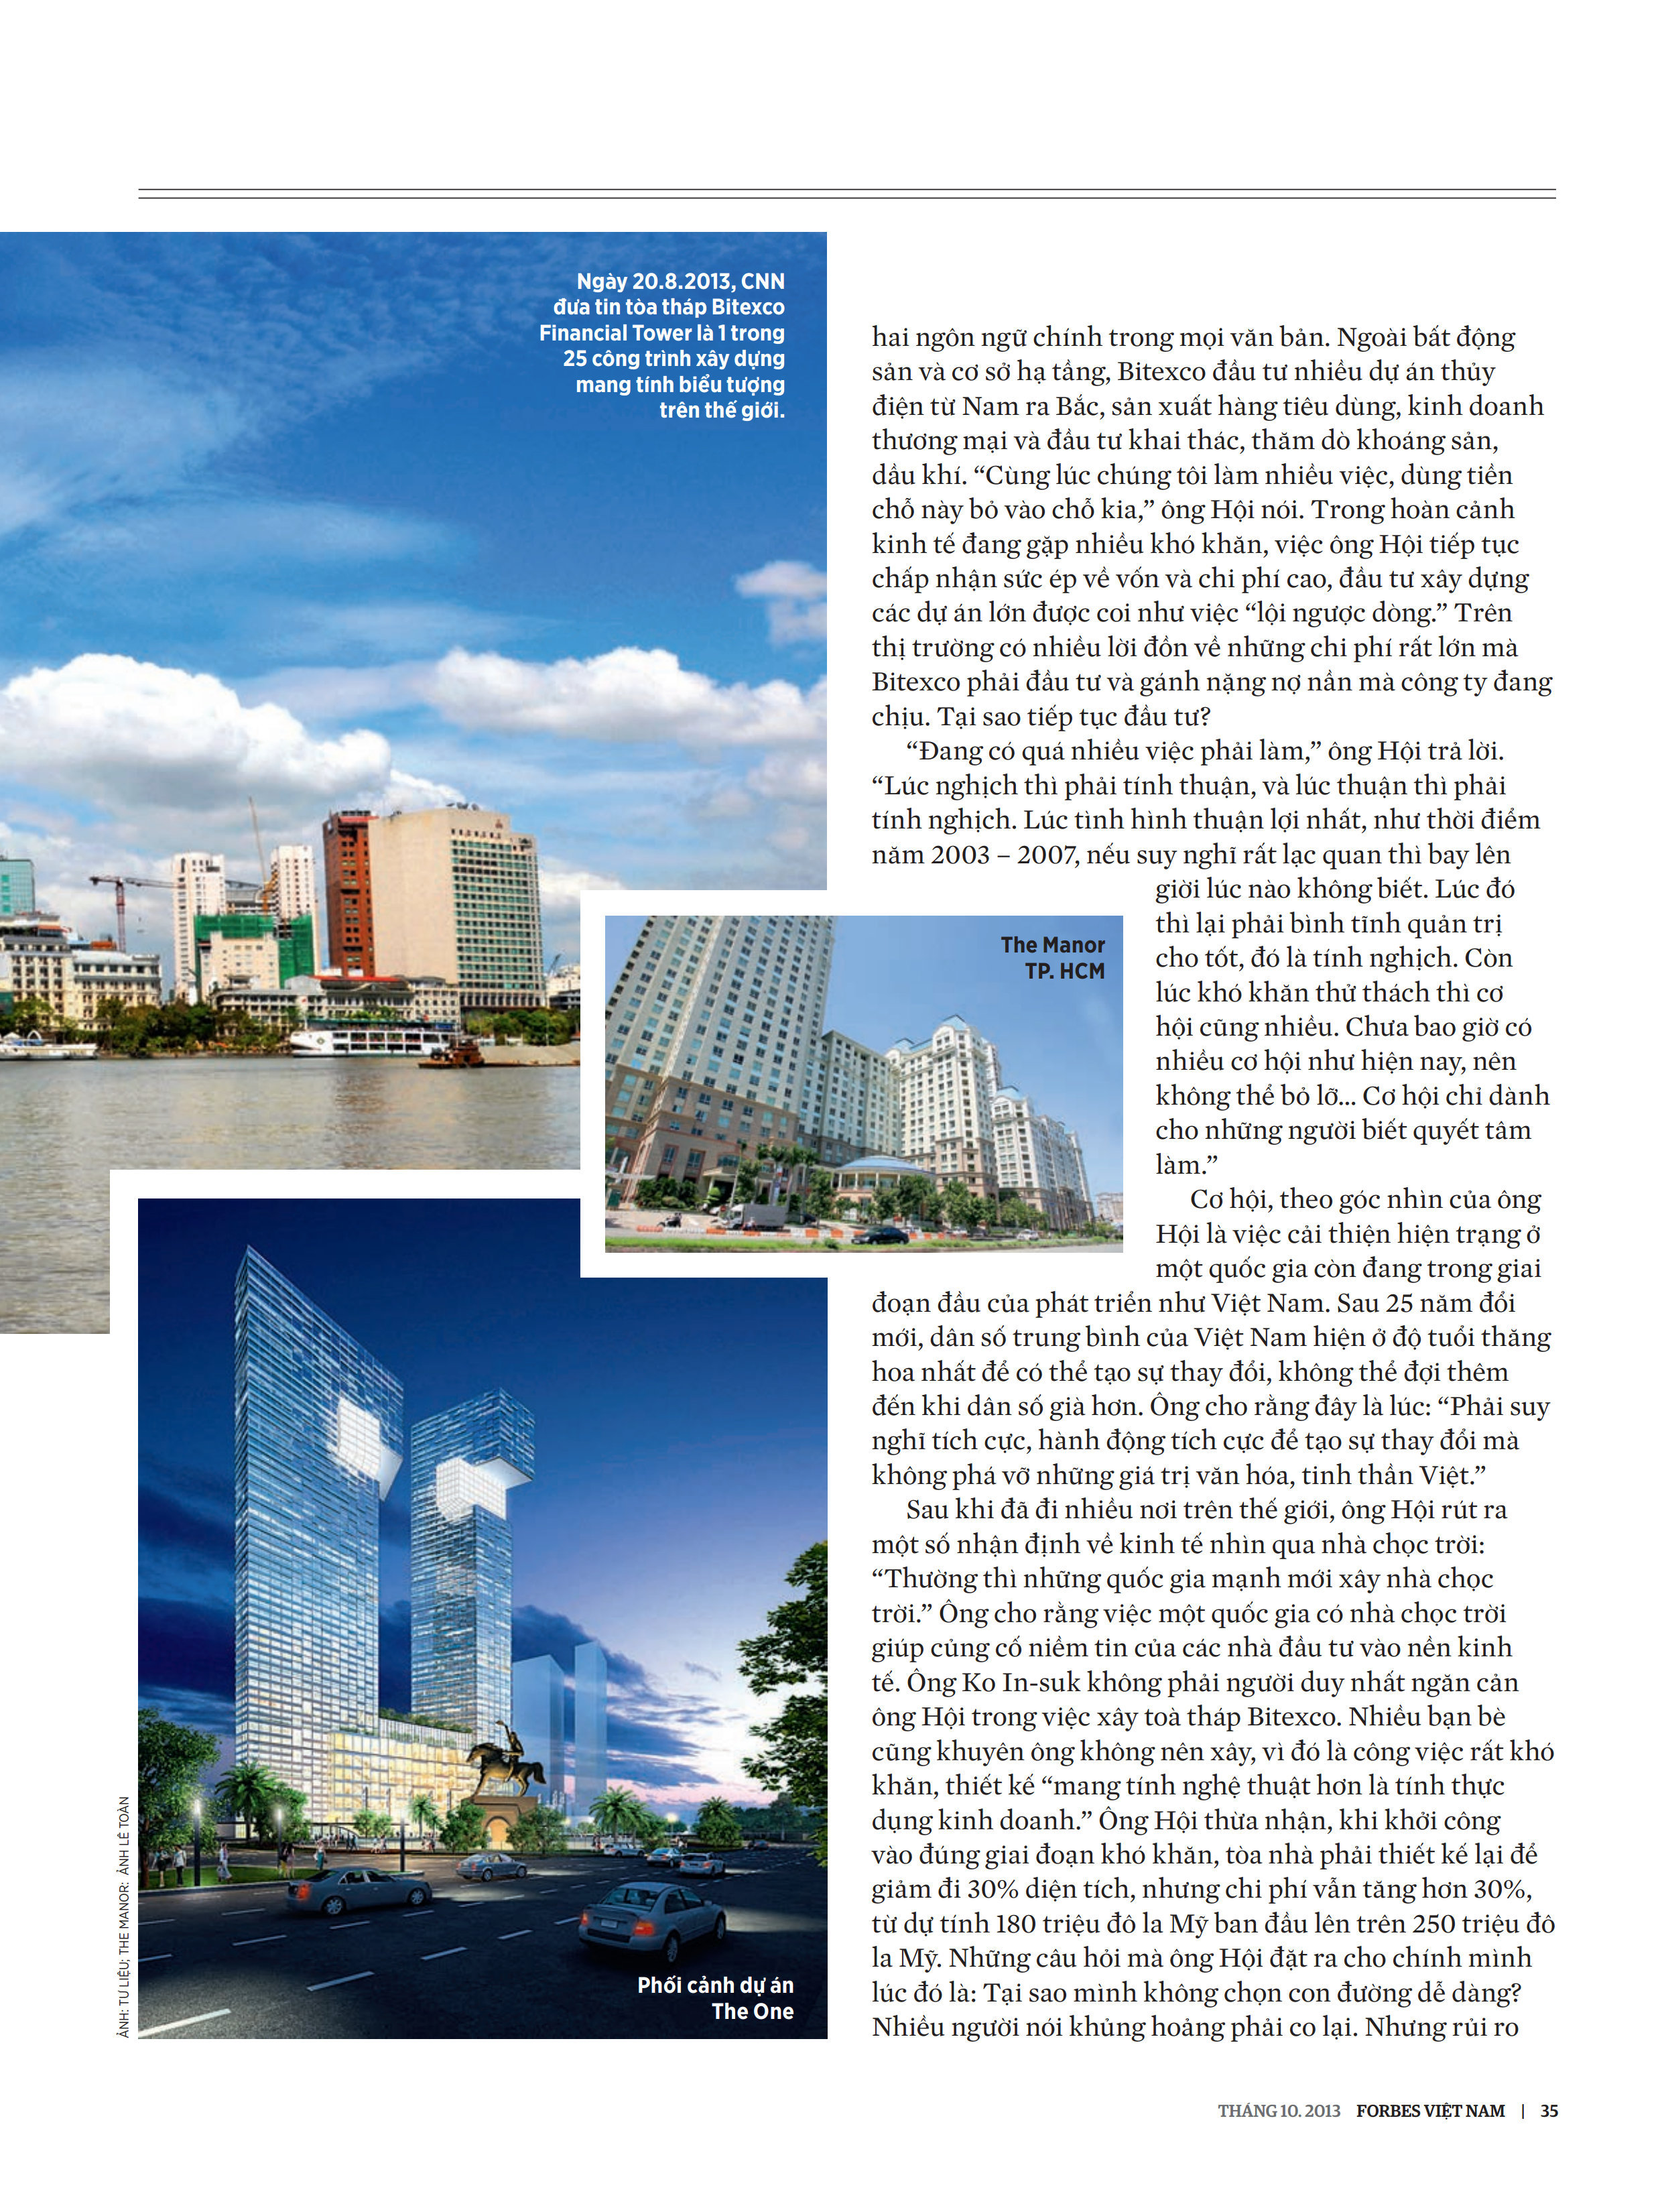 Ngày 20.8.2013, CNN
đưa tin tòa tháp Bitexco
Financial Tower là 1 trong
25 công trình xây dựng
mang tính biểu tượng
trên thế giới.
hai ngôn ngữ chính trong mọi văn bản. Ngoài bất động
sản và cơ sở hạ tầng, Bitexco đầu tư nhiều dự án thủy
điện từ Nam ra Bắc, sản xuất hàng tiêu dùng, kinh doanh
thương mại và đầu tư khai thác, thăm dò khoáng sản,
dầu khí. “Cùng lúc chúng tôi làm nhiều việc, dùng tiền
chỗ này bỏ vào chỗ kia,” ông Hội nói. Trong hoàn cảnh
kinh tế đang gặp nhiều khó khăn, việc ông Hội tiếp tục
chấp nhận sức ép về vốn và chi phí cao, đầu tư xây dựng
các dự án lớn được coi như việc “lội ngược dòng.” Trên
thị trường có nhiều lời đồn về những chi phí rất lớn mà
Bitexco phải đầu tư và gánh nặng nợ nần mà công ty đang
chịu. Tại sao tiếp tục đầu tư?
“Đang có quá nhiều việc phải làm,” ông Hội trả lời.
“Lúc nghịch thì phải tính thuận, và lúc thuận thì phải
tính nghịch. Lúc tình hình thuận lợi nhất, như thời điểm
năm 2003 – 2007, nếu suy nghĩ rất lạc quan thì bay lên
giời lúc nào không biết. Lúc đó
thì lại phải bình tĩnh quản trị
cho tốt, đó là tính nghịch. Còn
lúc khó khăn thử thách thì cơ
hội cũng nhiều. Chưa bao giờ có
nhiều cơ hội như hiện nay, nên
không thể bỏ lỡ... Cơ hội chỉ dành
cho những người biết quyết tâm
làm.”
Cơ hội, theo góc nhìn của ông
Hội là việc cải thiện hiện trạng ở
một quốc gia còn đang trong giai
đoạn đầu của phát triển như Việt Nam. Sau 25 năm đổi
mới, dân số trung bình của Việt Nam hiện ở độ tuổi thăng
hoa nhất để có thể tạo sự thay đổi, không thể đợi thêm
đến khi dân số già hơn. Ông cho rằng đây là lúc: “Phải suy
nghĩ tích cực, hành động tích cực để tạo sự thay đổi mà
không phá vỡ những giá trị văn hóa, tinh thần Việt.”
Sau khi đã đi nhiều nơi trên thế giới, ông Hội rút ra
một số nhận định về kinh tế nhìn qua nhà chọc trời:
“Thường thì những quốc gia mạnh mới xây nhà chọc
trời.” Ông cho rằng việc một quốc gia có nhà chọc trời
giúp củng cố niềm tin của các nhà đầu tư vào nền kinh
tế. Ông Ko In-suk không phải người duy nhất ngăn cản
ông Hội trong việc xây toà tháp Bitexco. Nhiều bạn bè
cũng khuyên ông không nên xây, vì đó là công việc rất khó
khăn, thiết kế “mang tính nghệ thuật hơn là tính thực
dụng kinh doanh.” Ông Hội thừa nhận, khi khởi công
vào đúng giai đoạn khó khăn, tòa nhà phải thiết kế lại để
giảm đi 30% diện tích, nhưng chi phí vẫn tăng hơn 30%,
từ dự tính 180 triệu đô la Mỹ ban đầu lên trên 250 triệu đô
la Mỹ. Những câu hỏi mà ông Hội đặt ra cho chính mình
lúc đó là: Tại sao mình không chọn con đường dễ dàng?
Nhiều người nói khủng hoảng phải co lại. Nhưng rủi ro
The Manor
TP. HCM
Phối cảnh dự án
The One
ẢNH: TƯ LIỆU; THE MANOR: ẢNH LÊ TOÀN
THÁNG 10. 2013 FORBES VIỆT NAM | 35